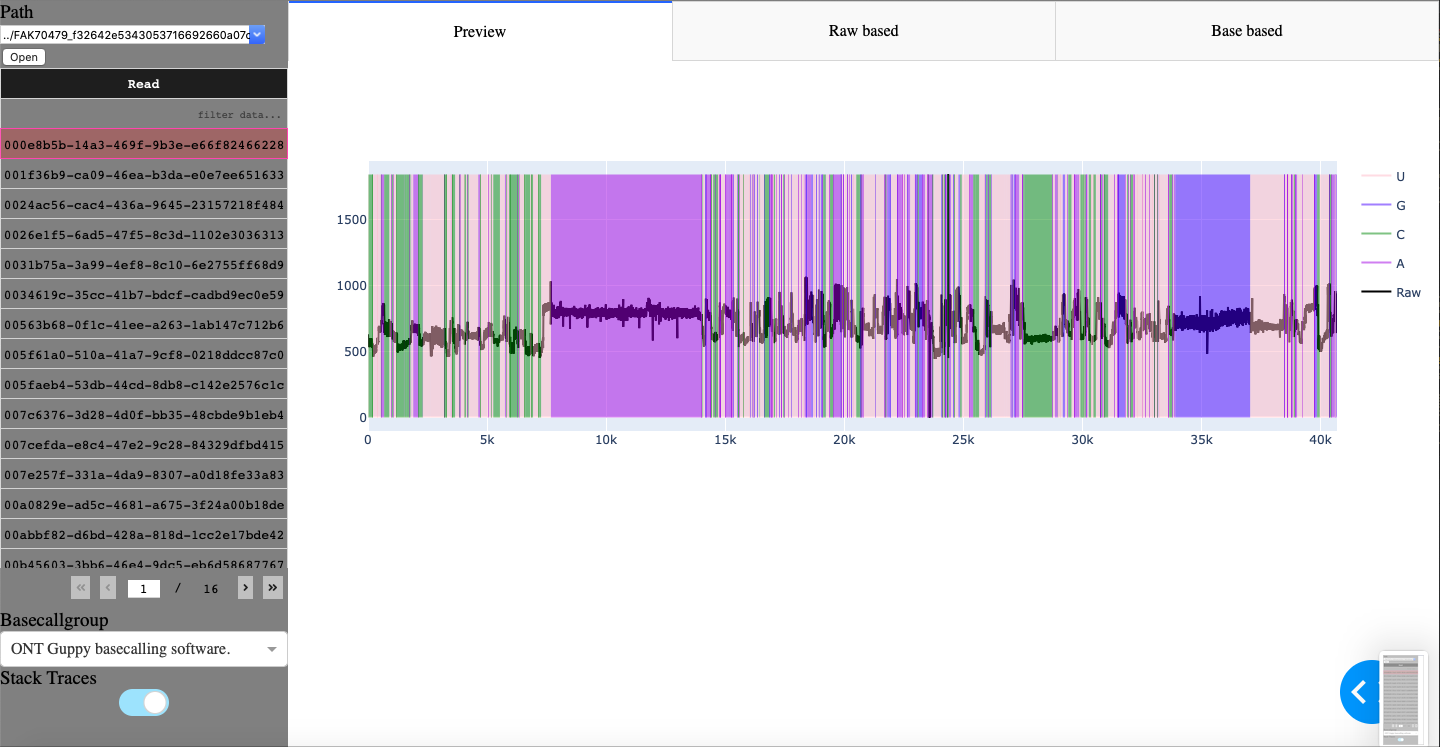 Path
../FAK70479_f32642e5343053716692660a07
Open
Read
filter data...
000e8b5b-14a3-469f-9b3e-e66f82466228
001f36b9-ca09-46ea-b3da-e0e7ee651633
0024ac56-cac4-436a-9645-23157218f484
0026e1f5-6ad5-47f5-8c3d-1102e3036313
0031b75a-3a99-4ef8-8c10-6e2755ff68d9
0034619c-35cc-41b7-bdcf-cadbd9ec0e59
00563b68-0f1c-41ee-a263-1ab147c712b6
005f61a0-510a-41a7-9cf8-0218ddcc87c0
005faeb4-53db-44cd-8db8-c142e2576c1c
007c6376-3d28-4d0f-bb35-48cbde9b1eb4
007cefda-e8c4-47e2-9c28-84329dfbd415
007e257f-331a-4da9-8307-a0d18fe33a83
00a0829e-ad5c-4681-a675-3f24a00b18de
00abbf82-d6bd-428a-818d-1cc2e17bde42
00b45603-3bb6-46e4-9dc5-eb6d58687767
1 / 16
Basecallgroup
ONT Guppy basecalling software.
Stack Traces
Preview Raw based Base based
1500
1000
500
0
0 5k 10k 15k 20k 25k 30k 35k 40k
U
G
C
A
Raw